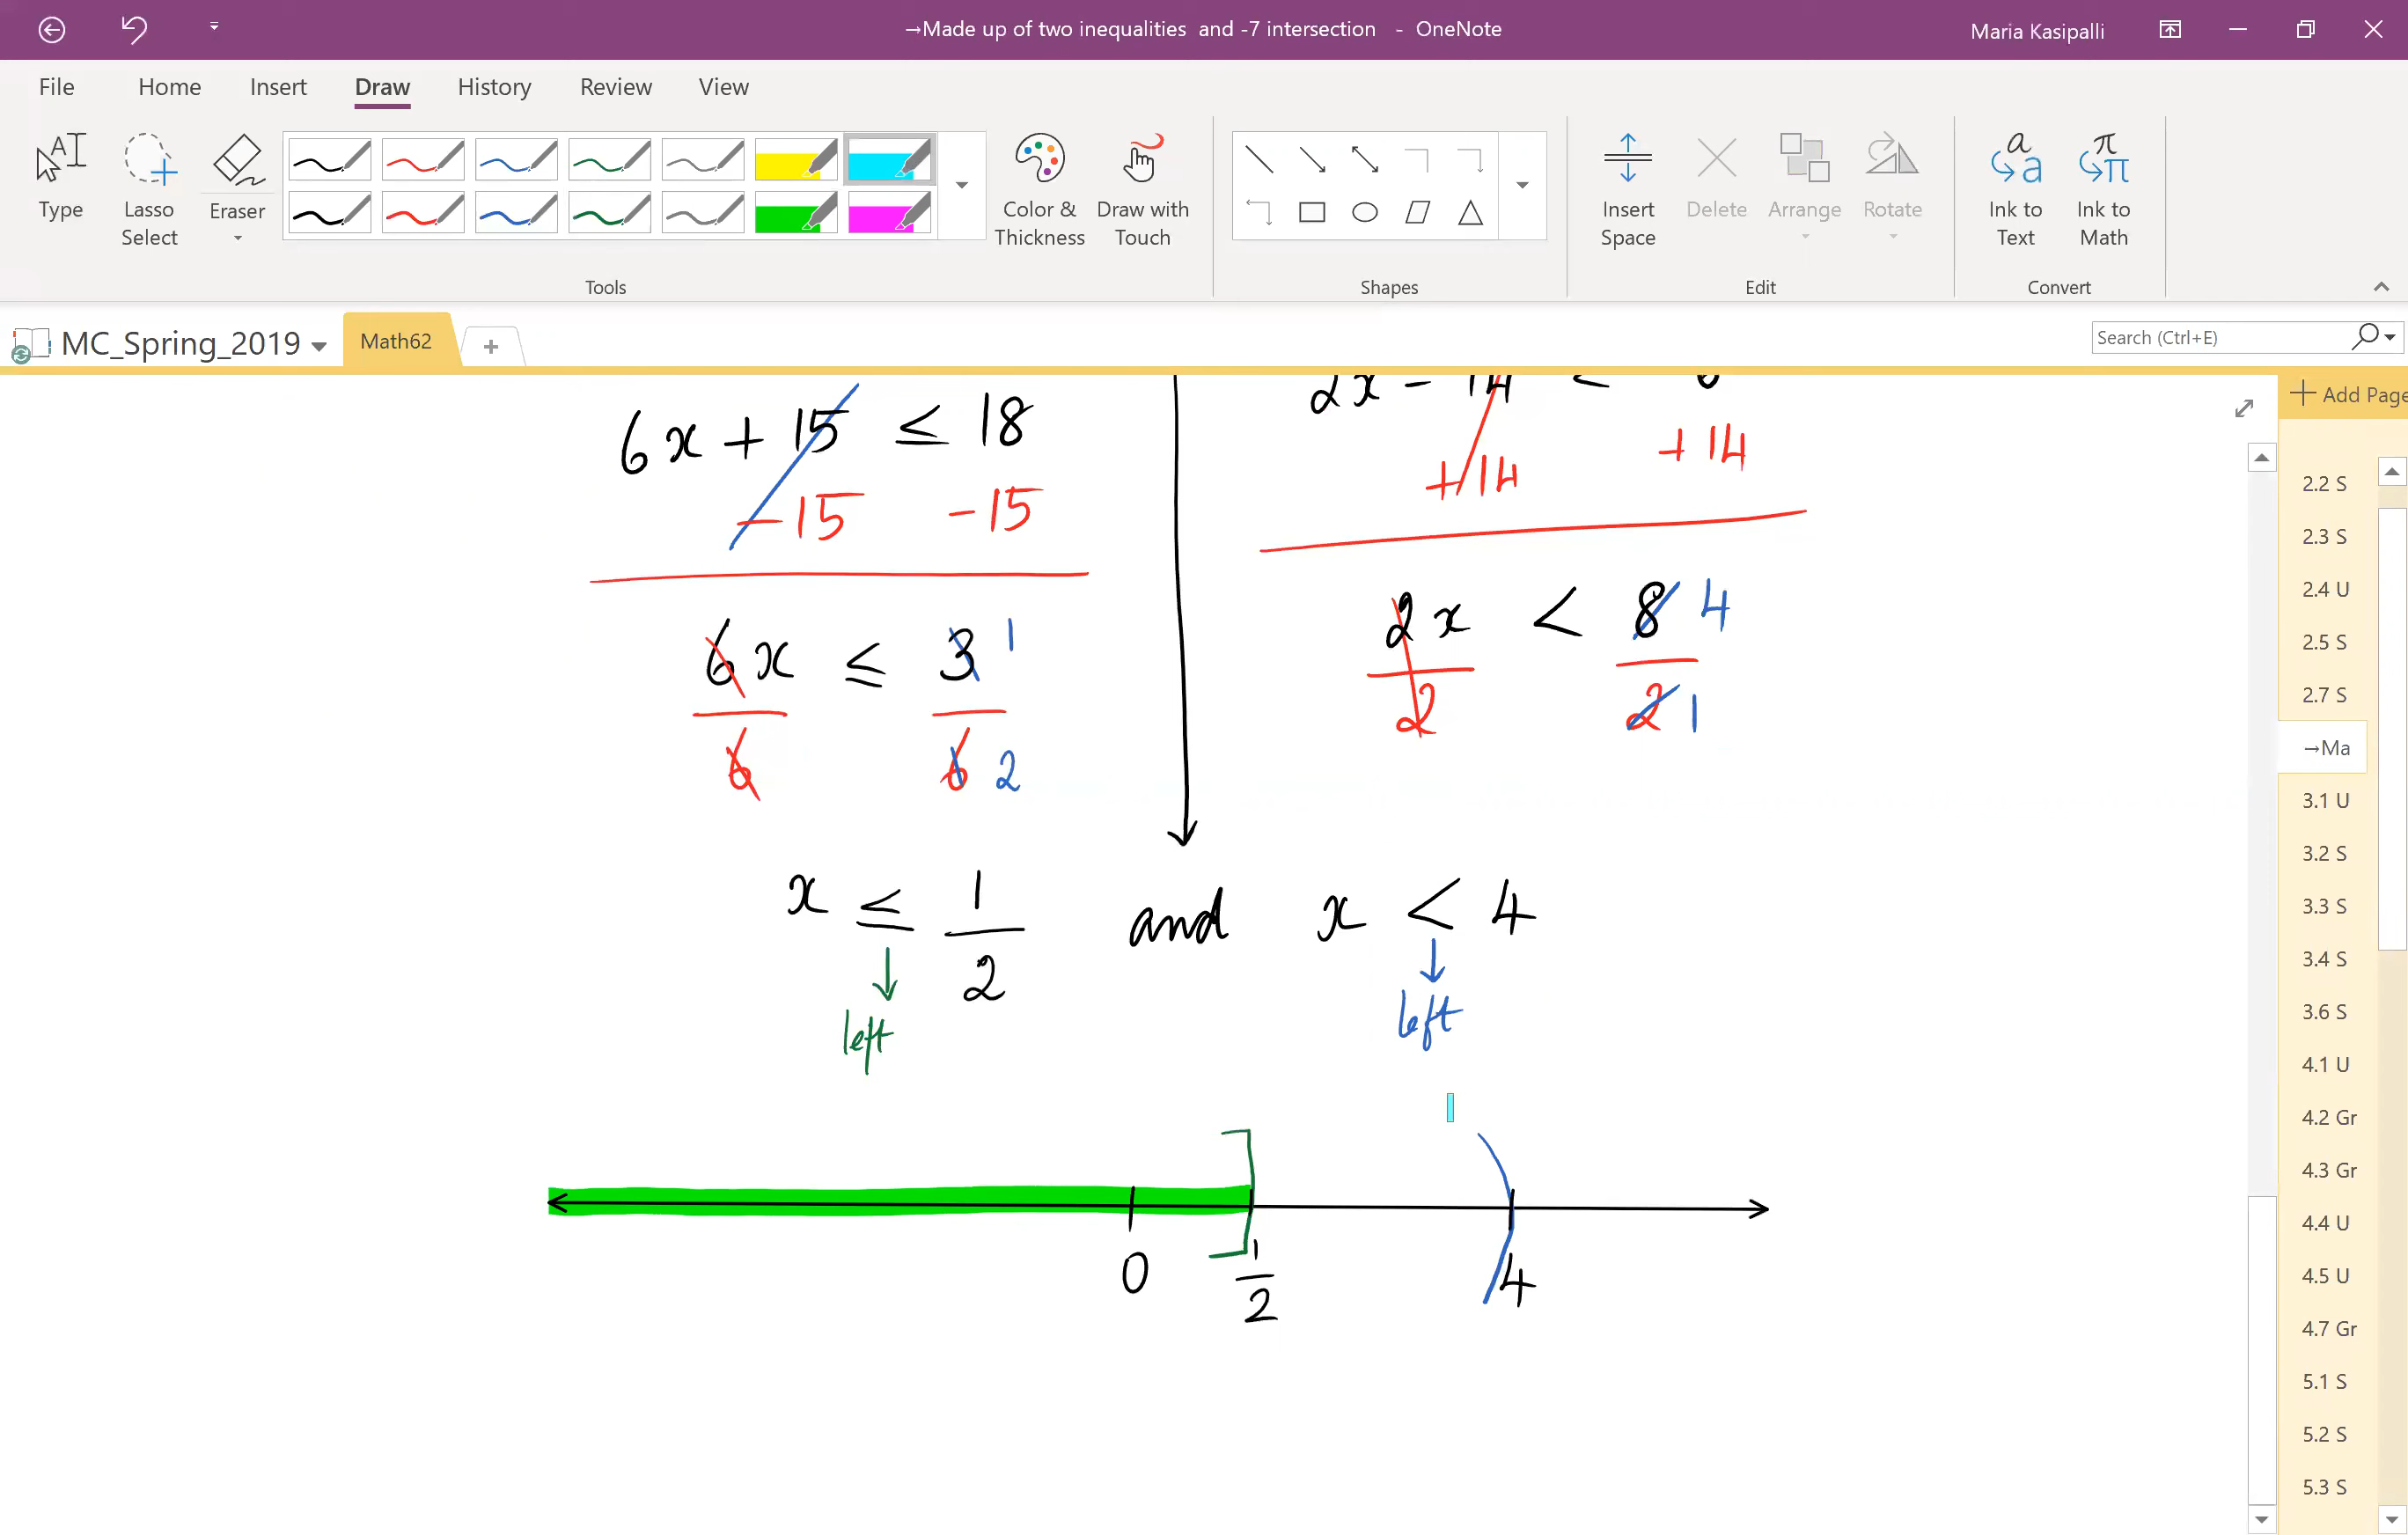 →Made up of two inequalities and -7 intersection - OneNote
Maria Kasipalli
File Home Insert Draw History Review View
Type
Lasso Select
Eraser
Color & Thickness
Draw with Touch
Insert Space
Delete
Arrange
Rotate
Ink to Text
Ink to Math
Tools
Shapes
Edit
Convert
MC_Spring_2019
Math62
Search (Ctrl+E)
Add Page
2.2 S
2.3 S
2.4 U
2.5 S
2.7 S
→Ma
3.1 U
3.2 S
3.3 S
3.4 S
3.6 S
4.1 U
4.2 Gr
4.3 Gr
4.4 U
4.5 U
4.7 Gr
5.1 S
5.2 S
5.3 S
6x + 15 ≤ 18
-15 -15
6x ≤ 3 1
6 6 2
2x - 14 <
+14 +14
2x < 8 4
2 2 1
x ≤ 1/2 and x < 4
left left
0 1/2 4